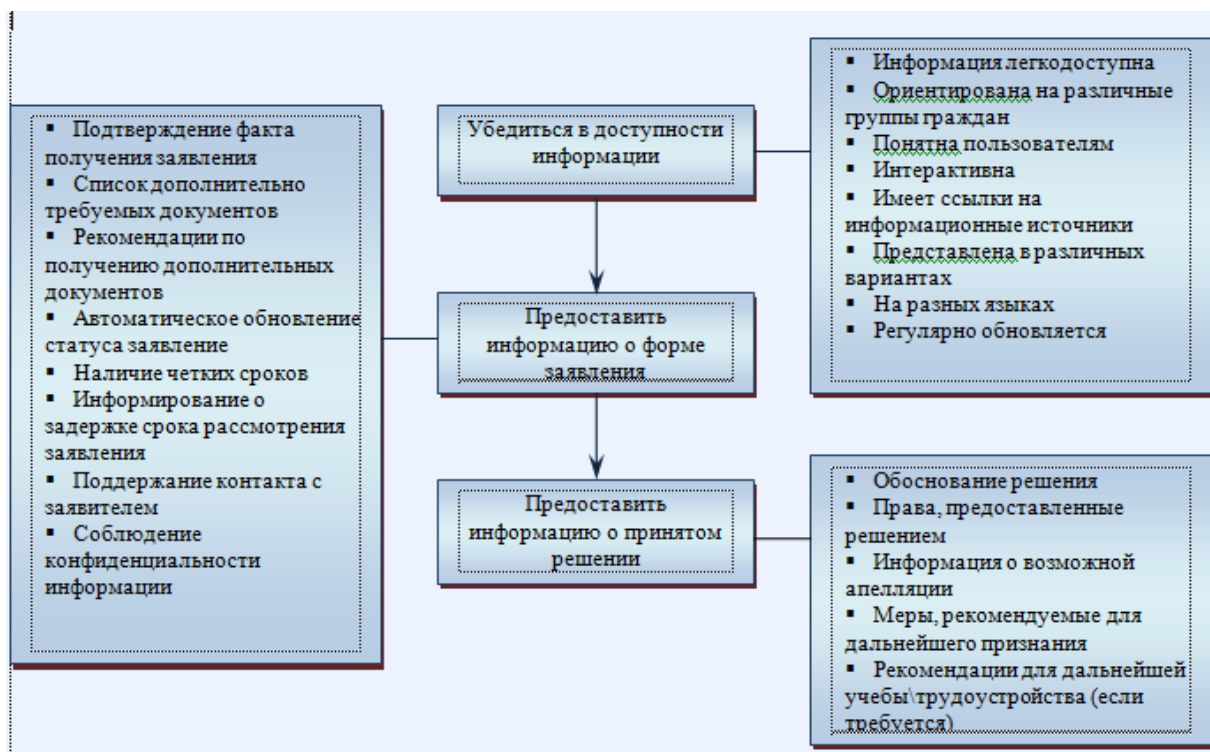 ▪ Подтверждение факта
получения заявления
▪ Список дополнительно
требуемых документов
▪ Рекомендации по
получению дополнительных
документов
▪ Автоматическое обновление
статуса заявление
▪ Наличие четких сроков
▪ Информирование о
задержке срока рассмотрения
заявления
▪ Поддержание контакта с
заявителем
▪ Соблюдение
конфиденциальности
информации
Убедиться в доступности
информации
Предоставить
информацию о форме
заявления
Предоставить
информацию о принятом
решении
▪ Информация легкодоступна
▪ Ориентирована на различные
группы граждан
▪ Понятна пользователям
▪ Интерактивна
▪ Имеет ссылки на
информационные источники
▪ Представлена в различных
вариантах
▪ На разных языках
▪ Регулярно обновляется
▪ Обоснование решения
▪ Права, предоставленные
решением
▪ Информация о возможной
апелляции
▪ Меры, рекомендуемые для
дальнейшего признания
▪ Рекомендации для дальнейшей
учебы\трудоустройства (если
требуется)